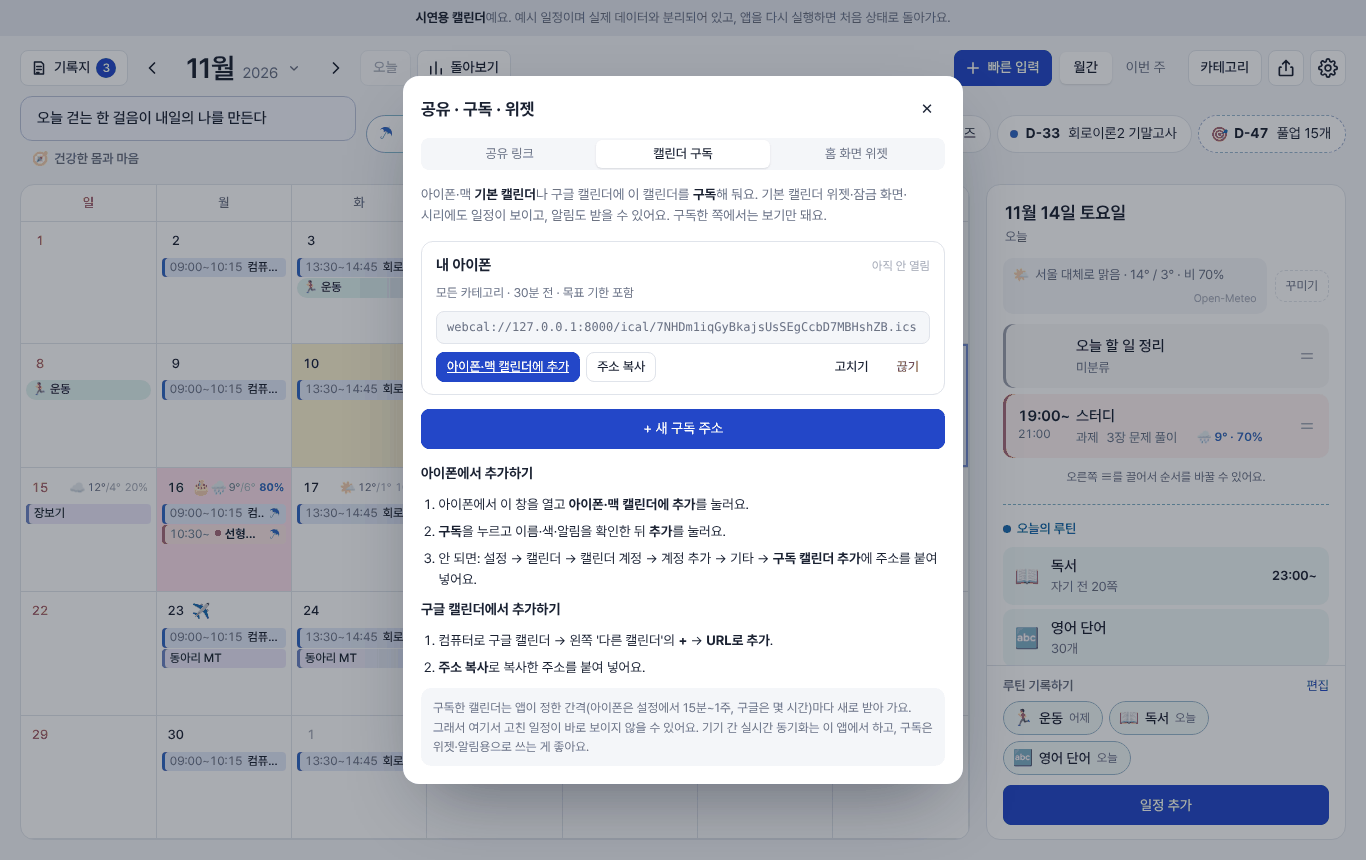 시연용 캘린더예요. 예시 일정이며 실제 데이터와 분리되어 있고, 앱을 다시 실행하면 처음 상태로 돌아가요.
기록지 3
11월 2026
오늘
돌아보기
+ 빠른 입력
월간
이번 주
카테고리
오늘 걷는 한 걸음이 내일의 나를 만든다
즈
D-33 회로이론2 기말고사
D-47 풀업 15개
건강한 몸과 마음
일 월 화
1
2
09:00~10:15 컴퓨...
3
13:30~14:45 회로
운동
8
운동
9
09:00~10:15 컴퓨...
10
13:30~14:45 회로
15 12°/4° 20%
장보기
16 9°/6° 80%
09:00~10:15 컴...
10:30~ 선형...
17 12°/1°
13:30~14:45 회로
22
23
09:00~10:15 컴퓨...
동아리 MT
24
13:30~14:45 회로
동아리 MT
29
30
09:00~10:15 컴퓨...
1
13:30~14:45 회로
공유 · 구독 · 위젯
공유 링크
캘린더 구독
홈 화면 위젯
아이폰·맥 기본 캘린더나 구글 캘린더에 이 캘린더를 구독해 둬요. 기본 캘린더 위젯·잠금 화면·
시리에도 일정이 보이고, 알림도 받을 수 있어요. 구독한 쪽에서는 보기만 돼요.
내 아이폰
아직 안 열림
모든 카테고리 · 30분 전 · 목표 기한 포함
webcal://127.0.0.1:8000/ical/7NHDm1iqGyBkajsUsSEgCcbD7MBHshZB.ics
아이폰·맥 캘린더에 추가
주소 복사
고치기
끊기
+ 새 구독 주소
아이폰에서 추가하기
1. 아이폰에서 이 창을 열고 아이폰·맥 캘린더에 추가를 눌러요.
2. 구독을 누르고 이름·색·알림을 확인한 뒤 추가를 눌러요.
3. 안 되면: 설정 → 캘린더 → 캘린더 계정 → 계정 추가 → 기타 → 구독 캘린더 추가에 주소를 붙여
넣어요.
구글 캘린더에서 추가하기
1. 컴퓨터로 구글 캘린더 → 왼쪽 '다른 캘린더'의 + → URL로 추가.
2. 주소 복사로 복사한 주소를 붙여 넣어요.
구독한 캘린더는 앱이 정한 간격(아이폰은 설정에서 15분~1주, 구글은 몇 시간)마다 새로 받아 가요.
그래서 여기서 고친 일정이 바로 보이지 않을 수 있어요. 기기 간 실시간 동기화는 이 앱에서 하고, 구독은
위젯·알림용으로 쓰는 게 좋아요.
11월 14일 토요일
오늘
서울 대체로 맑음 · 14° / 3° · 비 70%
Open-Meteo
꾸미기
오늘 할 일 정리
미분류
19:00~ 스터디
21:00 과제 3장 문제 풀이 9° · 70%
오른쪽 ≡를 끌어서 순서를 바꿀 수 있어요.
오늘의 루틴
독서
자기 전 20쪽
23:00~
영어 단어
30개
루틴 기록하기
편집
운동 어제
독서 오늘
abc 영어 단어 오늘
일정 추가